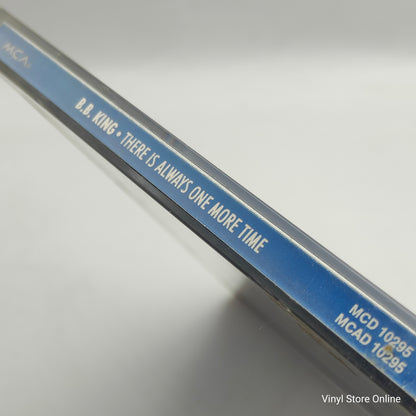 MCA
B.B. KING • THERE IS ALWAYS ONE MORE TIME
MCD 10295
MCAD 10295
Vinyl Store Online